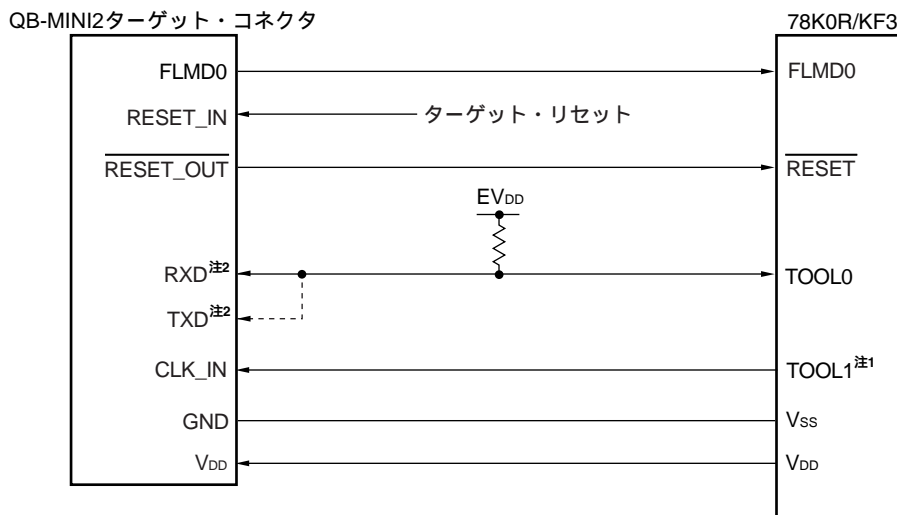 QB-MINI2ターゲット・コネクタ 78K0R/KF3
FLMD0 FLMD0
RESET_IN ターゲット・リセット
RESET_OUT RESET
EVDD
RXD注2 TOOL0
TXD注2
CLK_IN TOOL1注1
GND VSS
VDD VDD